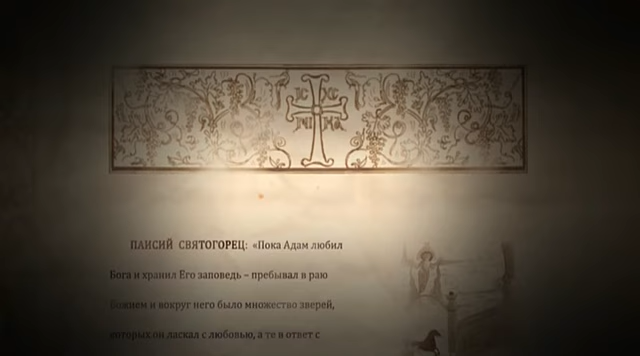 IC XC
НИ КА
ПАИСИЙ СВЯТОГОРЕЦ: «Пока Адам любил
Бога и хранил Его заповедь – пребывал в раю
Божием и вокруг него было множество зверей,
которых он ласкал с любовью, а те в ответ с